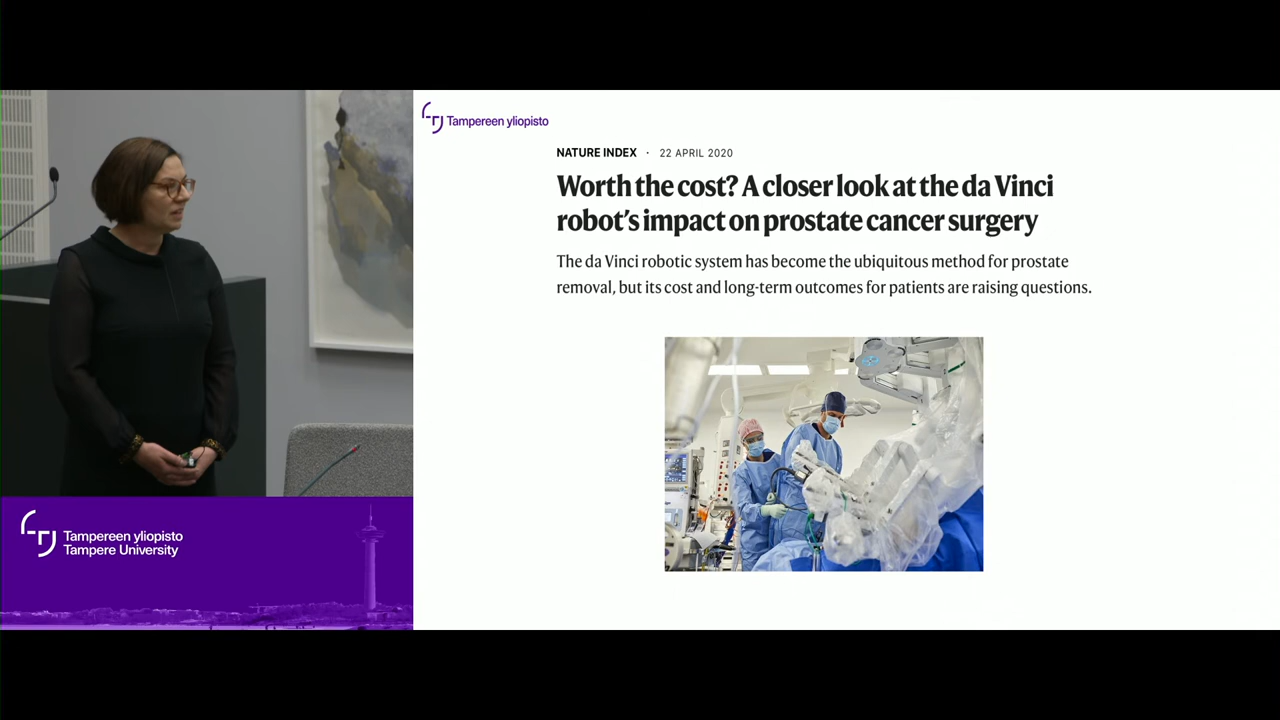 Tampereen yliopisto
NATURE INDEX · 22 APRIL 2020
Worth the cost? A closer look at the da Vinci
robot's impact on prostate cancer surgery
The da Vinci robotic system has become the ubiquitous method for prostate
removal, but its cost and long-term outcomes for patients are raising questions.
Tampereen yliopisto
Tampere University